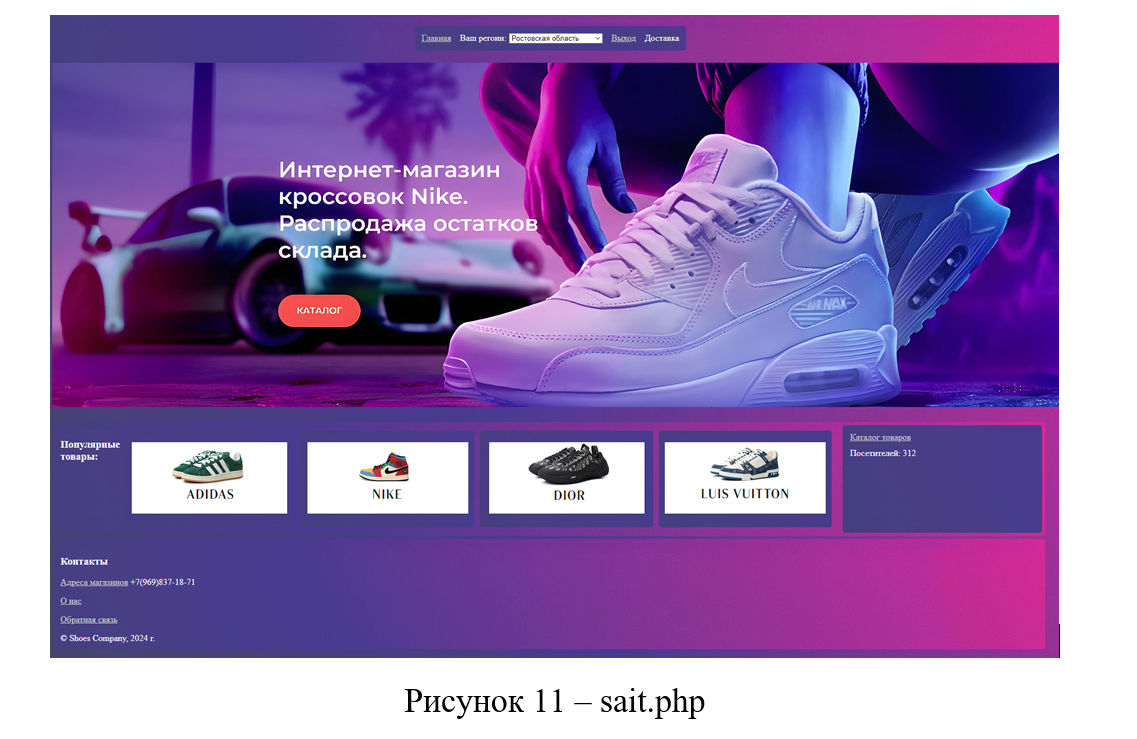 Главная Ваш регоин: Ростовская область Выход Доставка
Интернет-магазин
кроссовок Nike.
Распродажа остатков
склада.
КАТАЛОГ
AIR MAX
Популярные
товары:
ADIDAS
NIKE
DIOR
LUIS VUITTON
Каталог товаров
Посетителей: 312
Контакты
Адреса магазинов +7(969)837-18-71
О нас
Обратная связь
© Shoes Company, 2024 г.
Рисунок 11 – sait.php